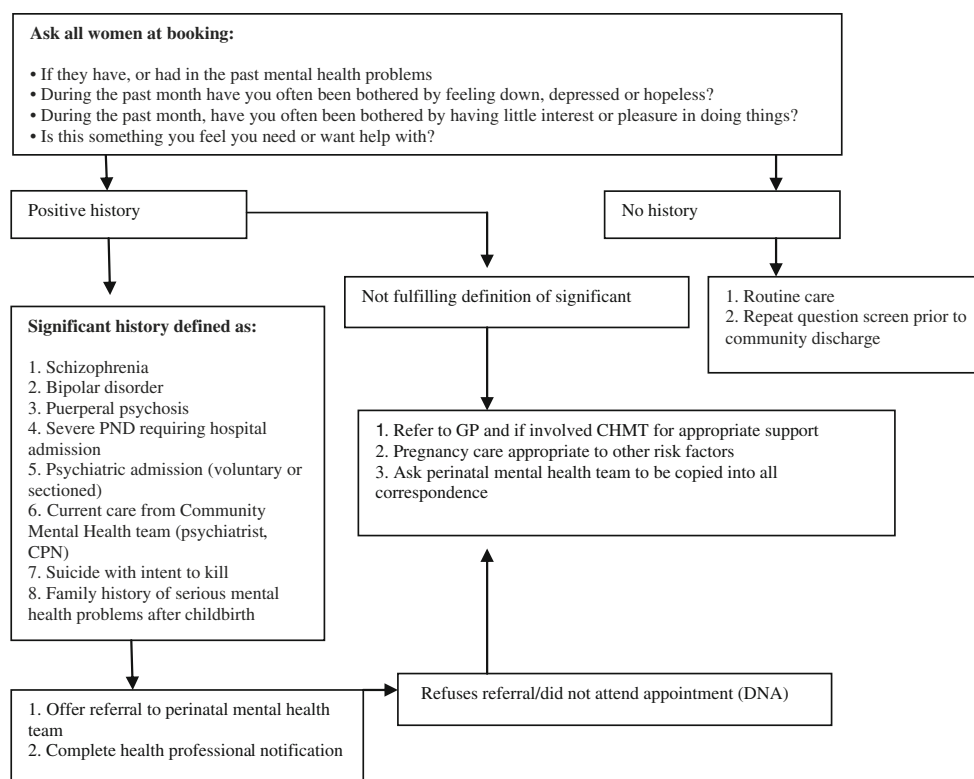 Ask all women at booking:
• If they have, or had in the past mental health problems
• During the past month have you often been bothered by feeling down, depressed or hopeless?
• During the past month, have you often been bothered by having little interest or pleasure in doing things?
• Is this something you feel you need or want help with?
Positive history
No history
Not fulfilling definition of significant
1. Routine care
2. Repeat question screen prior to
community discharge
Significant history defined as:
1. Schizophrenia
2. Bipolar disorder
3. Puerperal psychosis
4. Severe PND requiring hospital
admission
5. Psychiatric admission (voluntary or
sectioned)
6. Current care from Community
Mental Health team (psychiatrist,
CPN)
7. Suicide with intent to kill
8. Family history of serious mental
health problems after childbirth
1. Refer to GP and if involved CHMT for appropriate support
2. Pregnancy care appropriate to other risk factors
3. Ask perinatal mental health team to be copied into all
correspondence
Refuses referral/did not attend appointment (DNA)
1. Offer referral to perinatal mental health
team
2. Complete health professional notification